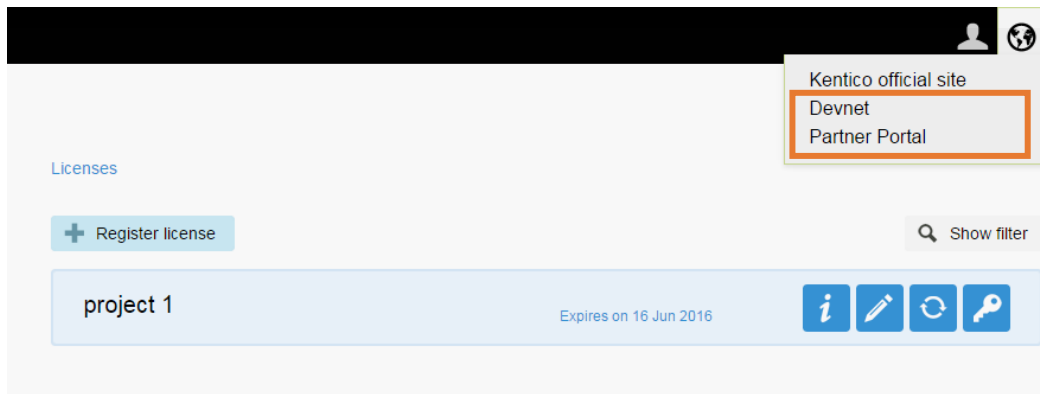 Kentico official site
Devnet
Partner Portal
Licenses
Register license
Show filter
project 1
Expires on 16 Jun 2016